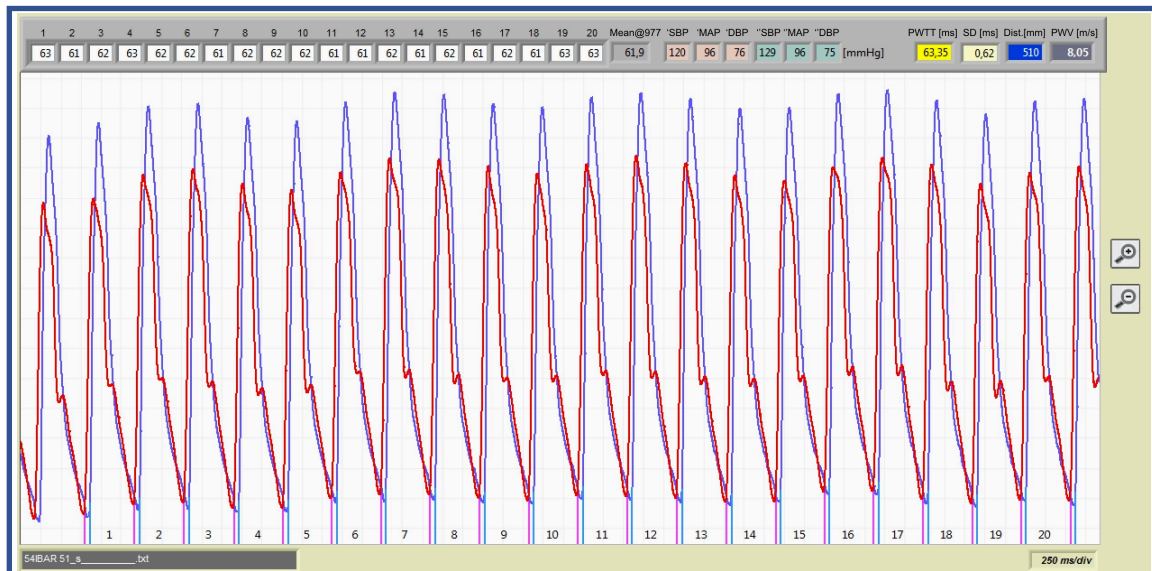 1 2 3 4 5 6 7 8 9 10 11 12 13 14 15 16 17 18 19 20 Mean@977 'SBP 'MAP 'DBP "SBP "MAP "DBP PWTT [ms] SD [ms] Dist.[mm] PWV [m/s]
63 61 62 63 62 62 61 62 62 62 61 62 62 61 62 61 62 61 63 63 61,9 120 96 76 129 96 75 [mmHg] 63,35 0,62 510 8,05
1 2 3 4 5 6 7 8 9 10 11 12 13 14 15 16 17 18 19 20
54IBAR 51_s__________.txt 250 ms/div